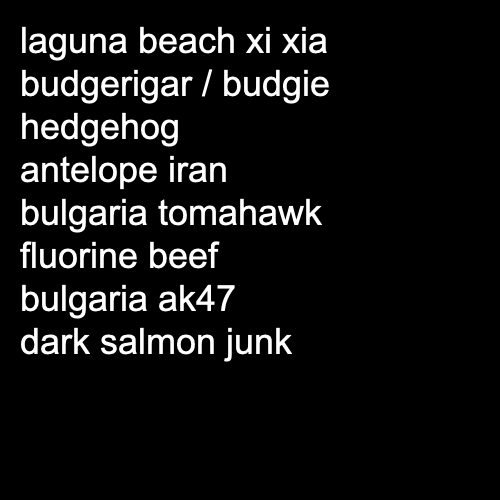 laguna beach xi xia
budgerigar / budgie
hedgehog
antelope iran
bulgaria tomahawk
fluorine beef
bulgaria ak47
dark salmon junk